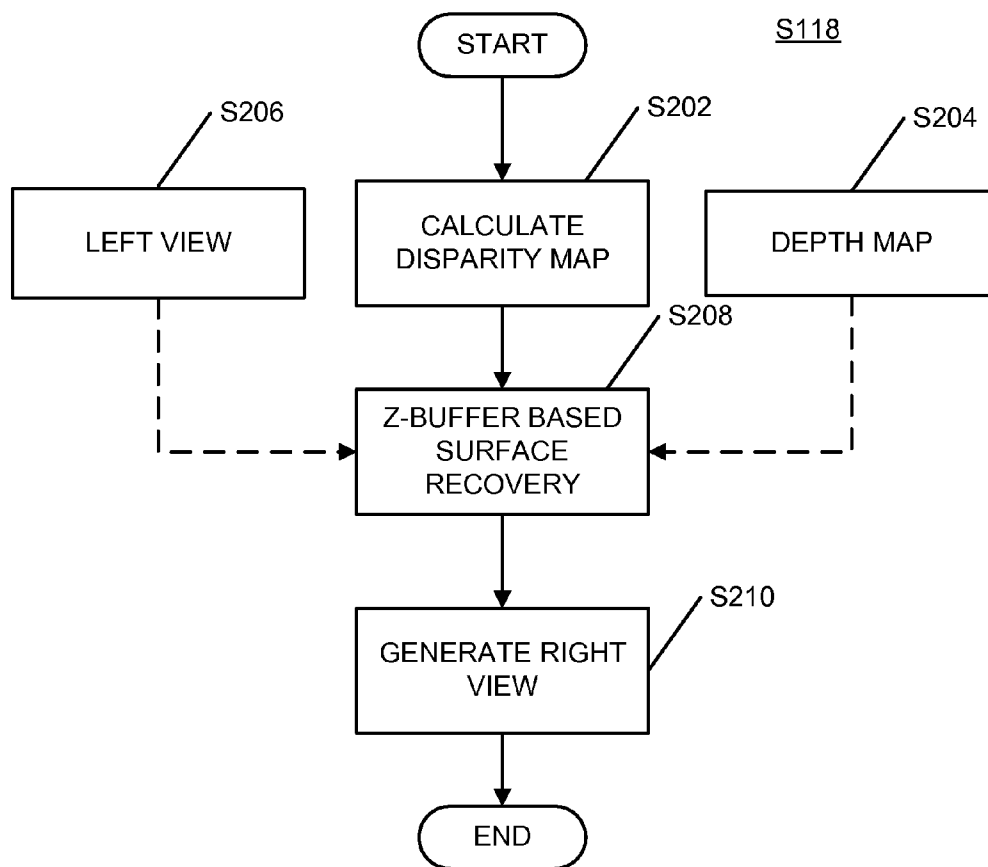 START
S118
S206
S202
S204
LEFT VIEW
CALCULATE
DISPARITY MAP
DEPTH MAP
S208
Z-BUFFER BASED
SURFACE
RECOVERY
S210
GENERATE RIGHT
VIEW
END